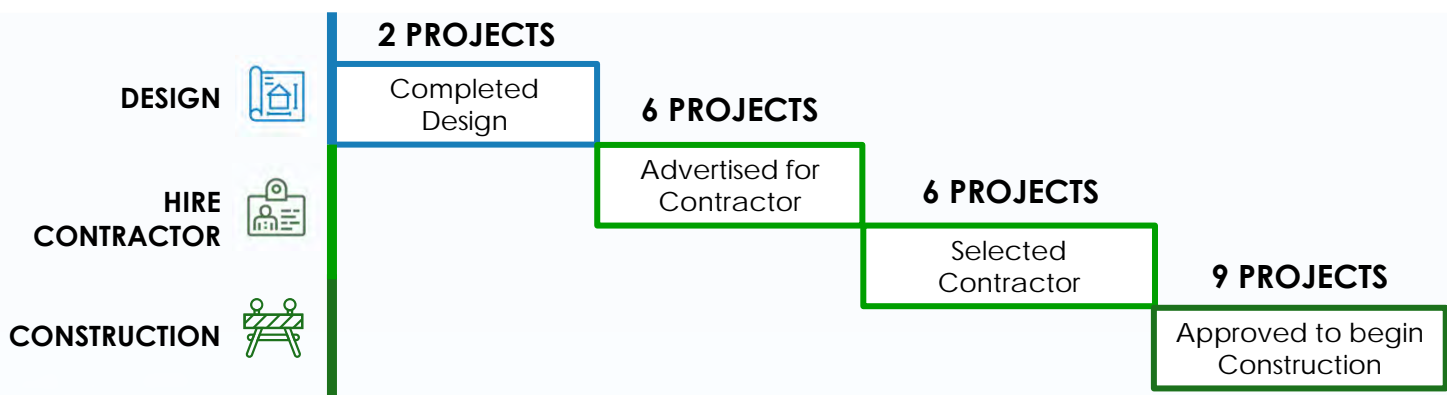 2 PROJECTS
DESIGN
Completed
Design
6 PROJECTS
HIRE
CONTRACTOR
Advertised for
Contractor
6 PROJECTS
Selected
Contractor
9 PROJECTS
CONSTRUCTION
Approved to begin
Construction